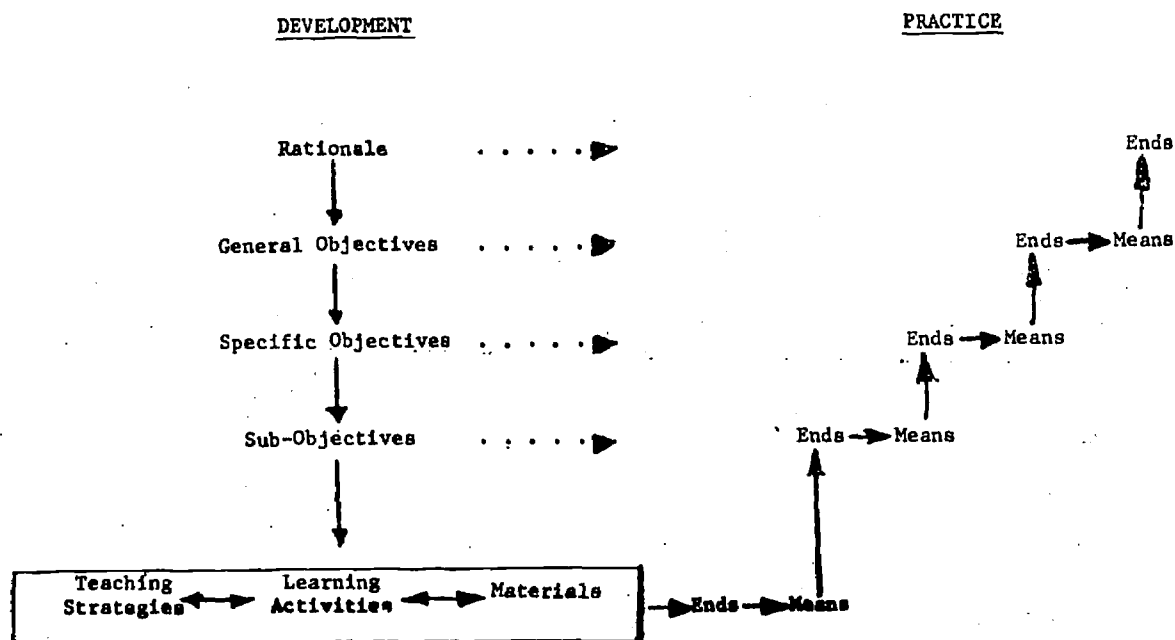 DEVELOPMENT PRACTICE
Rationale
Ends
General Objectives
Ends Means
Specific Objectives
Ends Means
Sub-Objectives
Ends Means
Teaching Strategies
Learning Activities
Materials
Ends Means